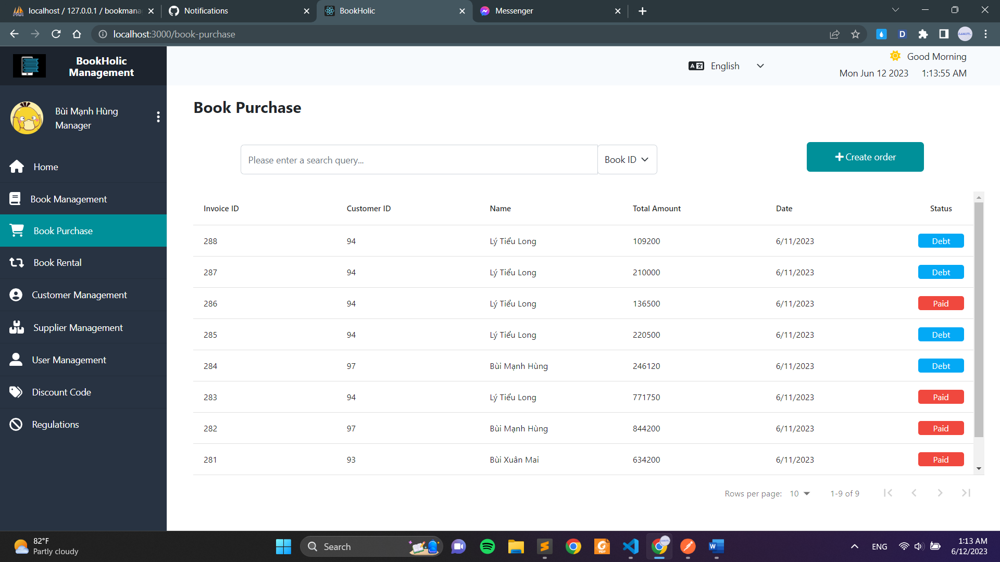 localhost / 127.0.0.1 / bookmana
Notifications
BookHolic
Messenger
localhost:3000/book-purchase
D
BookHolic
Management
English
Good Morning
Mon Jun 12 2023 1:13:55 AM
Bùi Mạnh Hùng
Manager
Home
Book Management
Book Purchase
Book Rental
Customer Management
Supplier Management
User Management
Discount Code
Regulations
Book Purchase
Please enter a search query...
Book ID
Create order
Invoice ID Customer ID Name Total Amount Date Status
288 94 Lý Tiểu Long 109200 6/11/2023 Debt
287 94 Lý Tiểu Long 210000 6/11/2023 Debt
286 94 Lý Tiểu Long 136500 6/11/2023 Paid
285 94 Lý Tiểu Long 220500 6/11/2023 Debt
284 97 Bùi Mạnh Hùng 246120 6/11/2023 Debt
283 94 Lý Tiểu Long 771750 6/11/2023 Paid
282 97 Bùi Mạnh Hùng 844200 6/11/2023 Paid
281 93 Bùi Xuân Mai 634200 6/11/2023 Paid
Rows per page: 10 1-9 of 9
82°F
Partly cloudy
Search
PDF
W
ENG
1:13 AM
6/12/2023